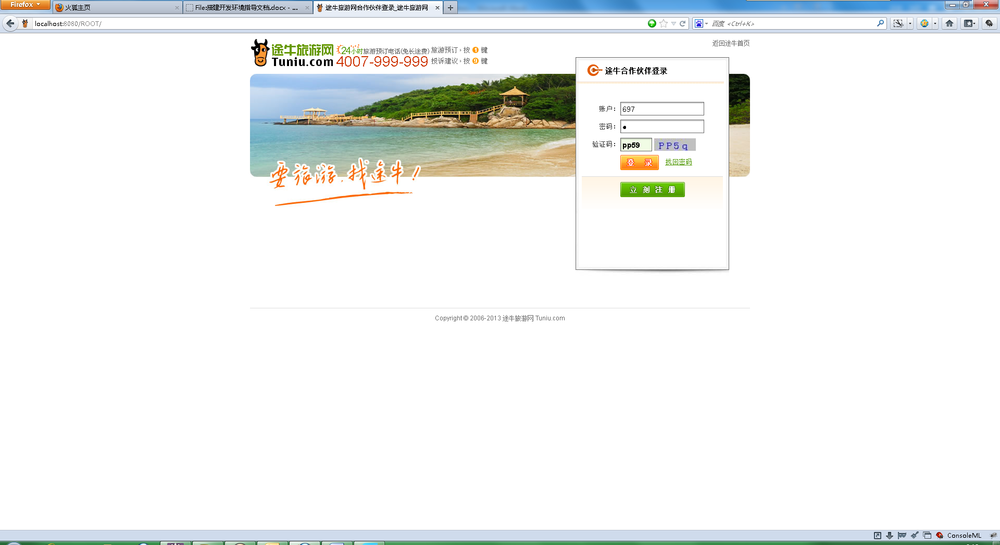 Firefox
火狐主页
File:搭建开发环境指导文档.docx - ...
途牛旅游网合作伙伴登录_途牛旅游网
localhost:8080/ROOT/
百度 <Ctrl+K>
返回途牛首页
途牛旅游网
Tuniu.com
24小时旅游预订电话(免长途费)
4007-999-999
旅游预订 按 1 键
投诉建议 按 9 键
途牛合作伙伴登录
账户： 697
密码： ●
验证码： pp59 PP5q
登 录 找回密码
立刻注册
要旅游，找途牛！
Copyright © 2006-2013 途牛旅游网 Tuniu.com
ConsoleML